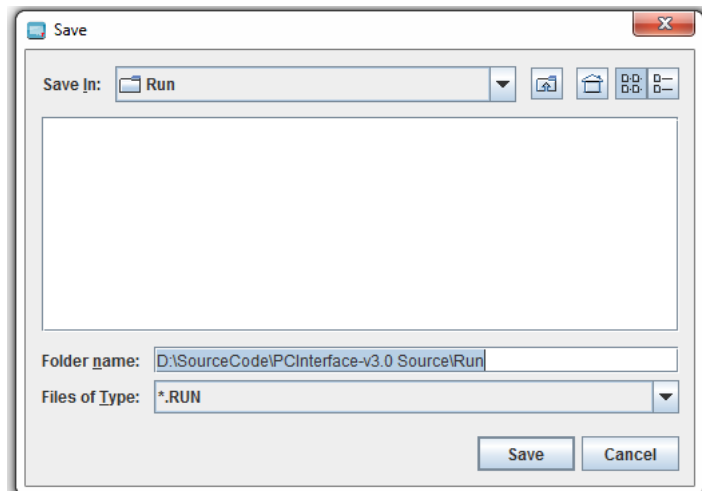 Save
Save In: Run
Folder name: D:\SourceCode\PCInterface-v3.0 Source\Run
Files of Type: *.RUN
Save Cancel